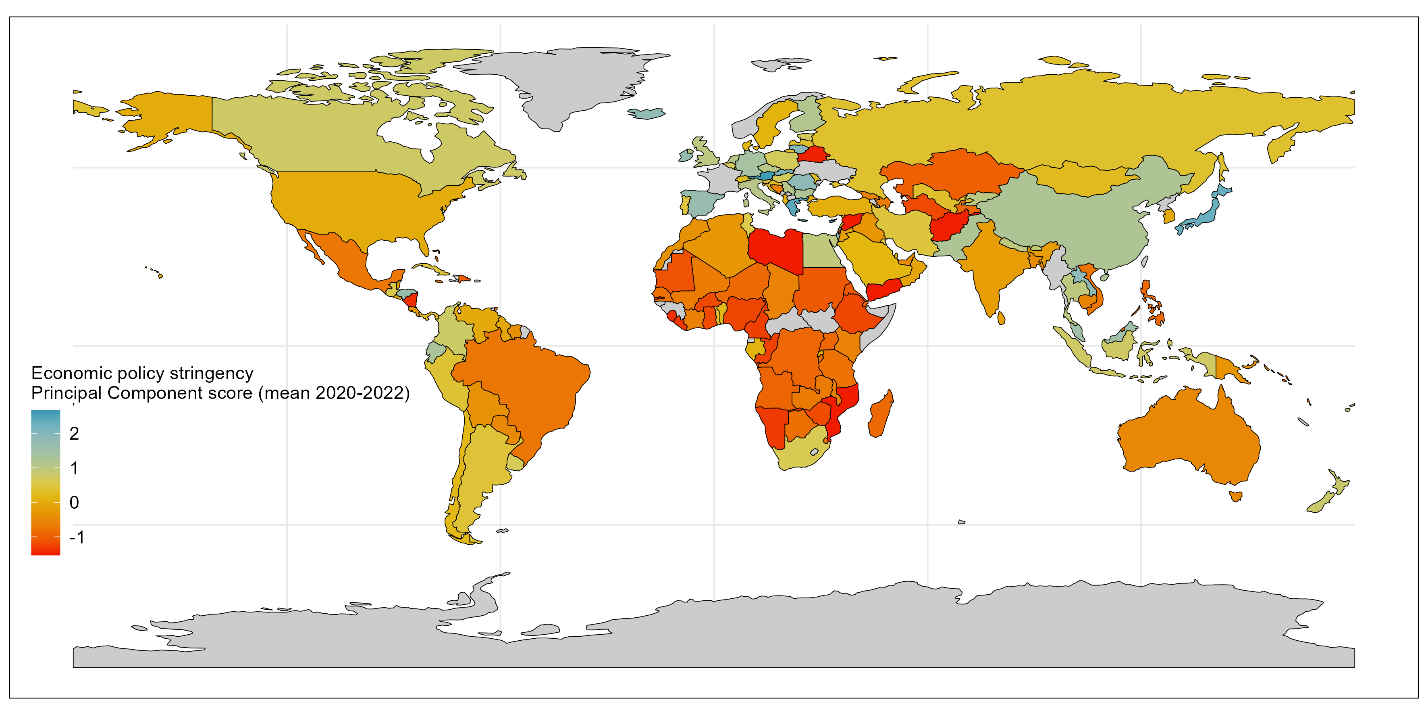 Economic policy stringency
Principal Component score (mean 2020-2022)
2
1
0
-1